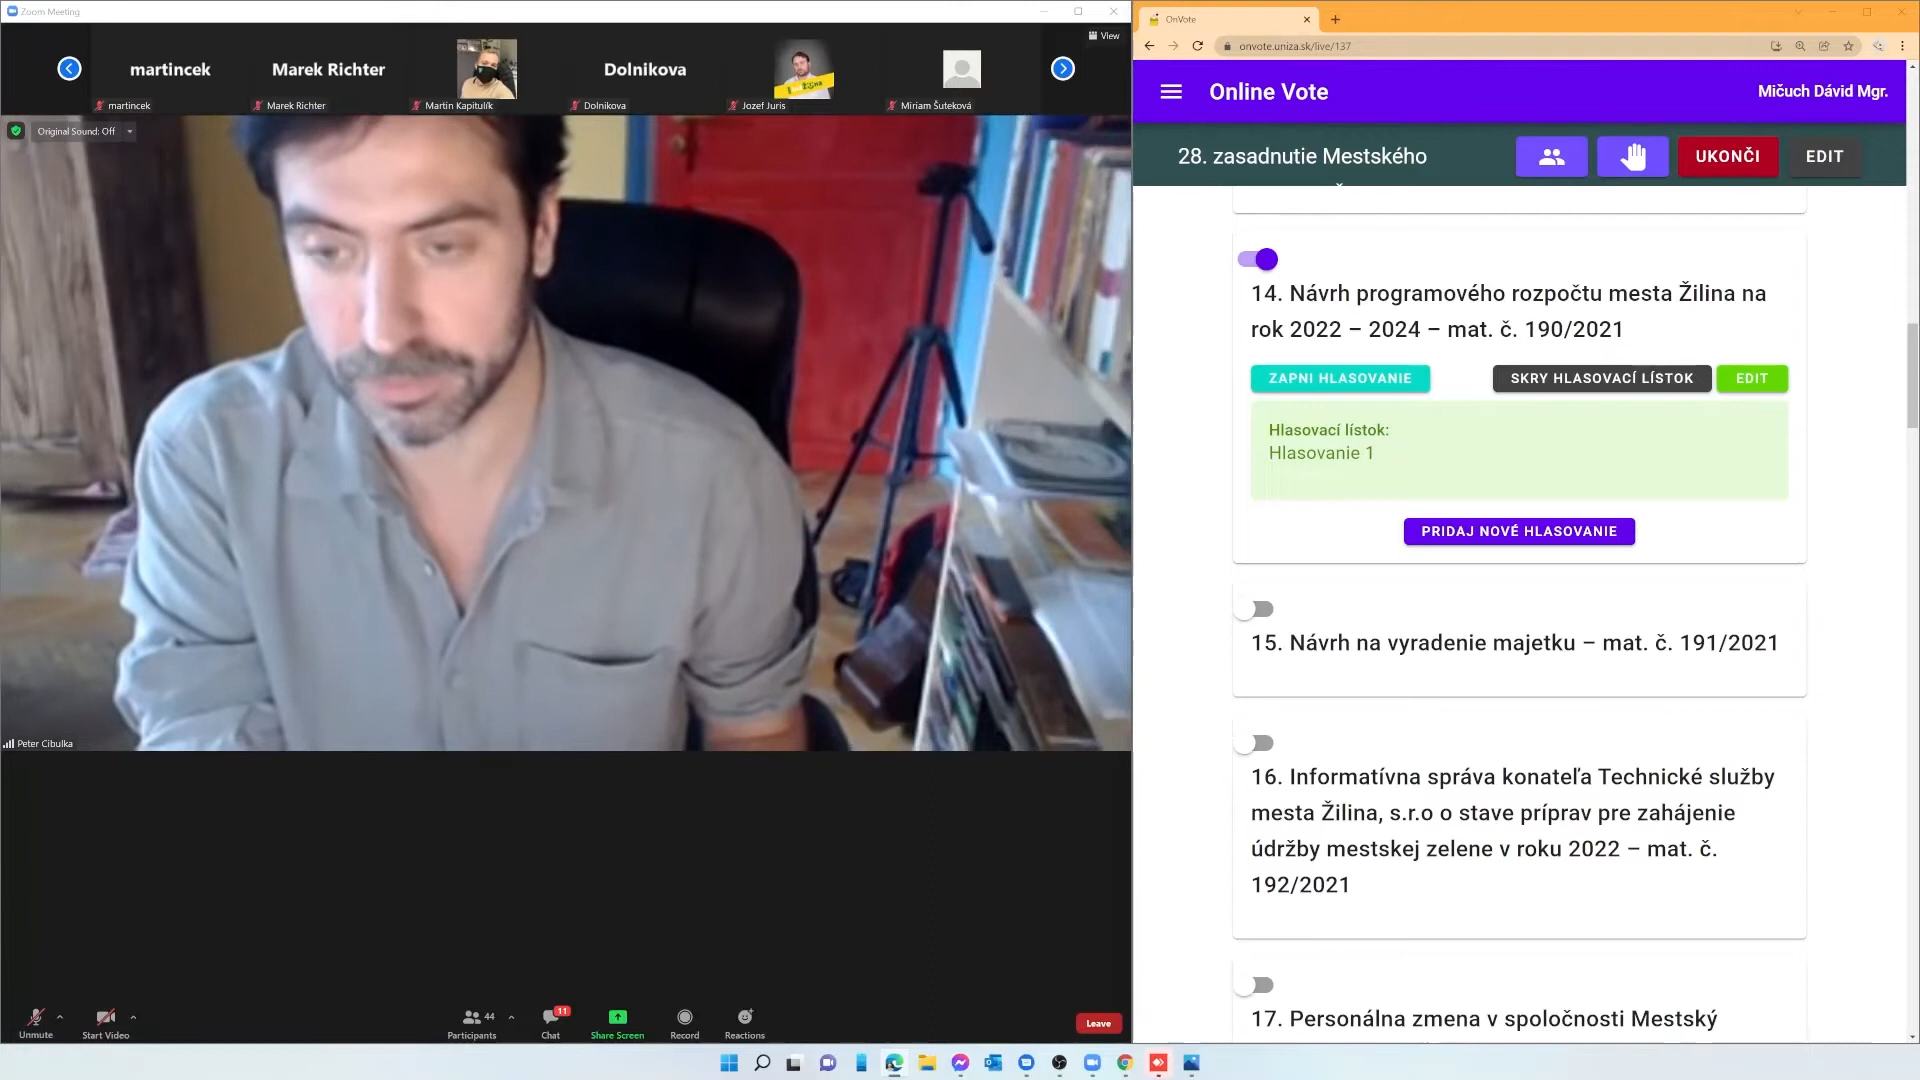 Zoom Meeting
View
martincek
Marek Richter
Dolnikova
martincek
Marek Richter
Martin Kapitulík
Dolnikova
Jozef Juris
Miriam Šuteková
Original Sound: Off
Peter Cibulka
Unmute
Start Video
44
Participants
11
Chat
Share Screen
Record
Reactions
Leave
OnVote
onvote.uniza.sk/live/137
Online Vote
Mičuch Dávid Mgr.
28. zasadnutie Mestského
UKONČI
EDIT
14. Návrh programového rozpočtu mesta Žilina na
rok 2022 – 2024 – mat. č. 190/2021
ZAPNI HLASOVANIE
SKRY HLASOVACÍ LÍSTOK
EDIT
Hlasovací lístok:
Hlasovanie 1
PRIDAJ NOVÉ HLASOVANIE
15. Návrh na vyradenie majetku – mat. č. 191/2021
16. Informatívna správa konateľa Technické služby
mesta Žilina, s.r.o o stave príprav pre zahájenie
údržby mestskej zelene v roku 2022 – mat. č.
192/2021
17. Personálna zmena v spoločnosti Mestský